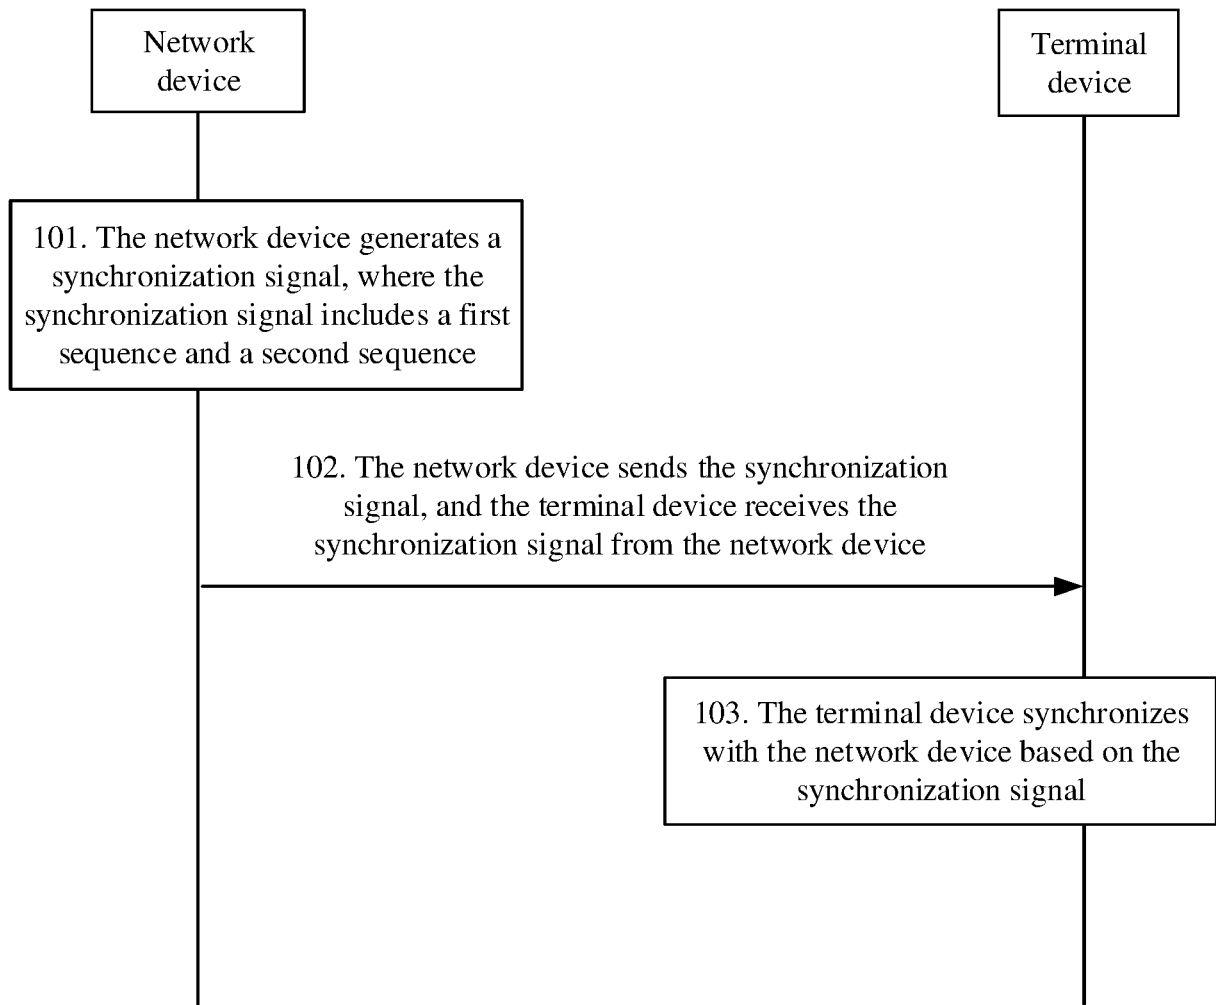 Network
device
Terminal
device
101. The network device generates a
synchronization signal, where the
synchronization signal includes a first
sequence and a second sequence
102. The network device sends the synchronization
signal, and the terminal device receives the
synchronization signal from the network device
103. The terminal device synchronizes
with the network device based on the
synchronization signal